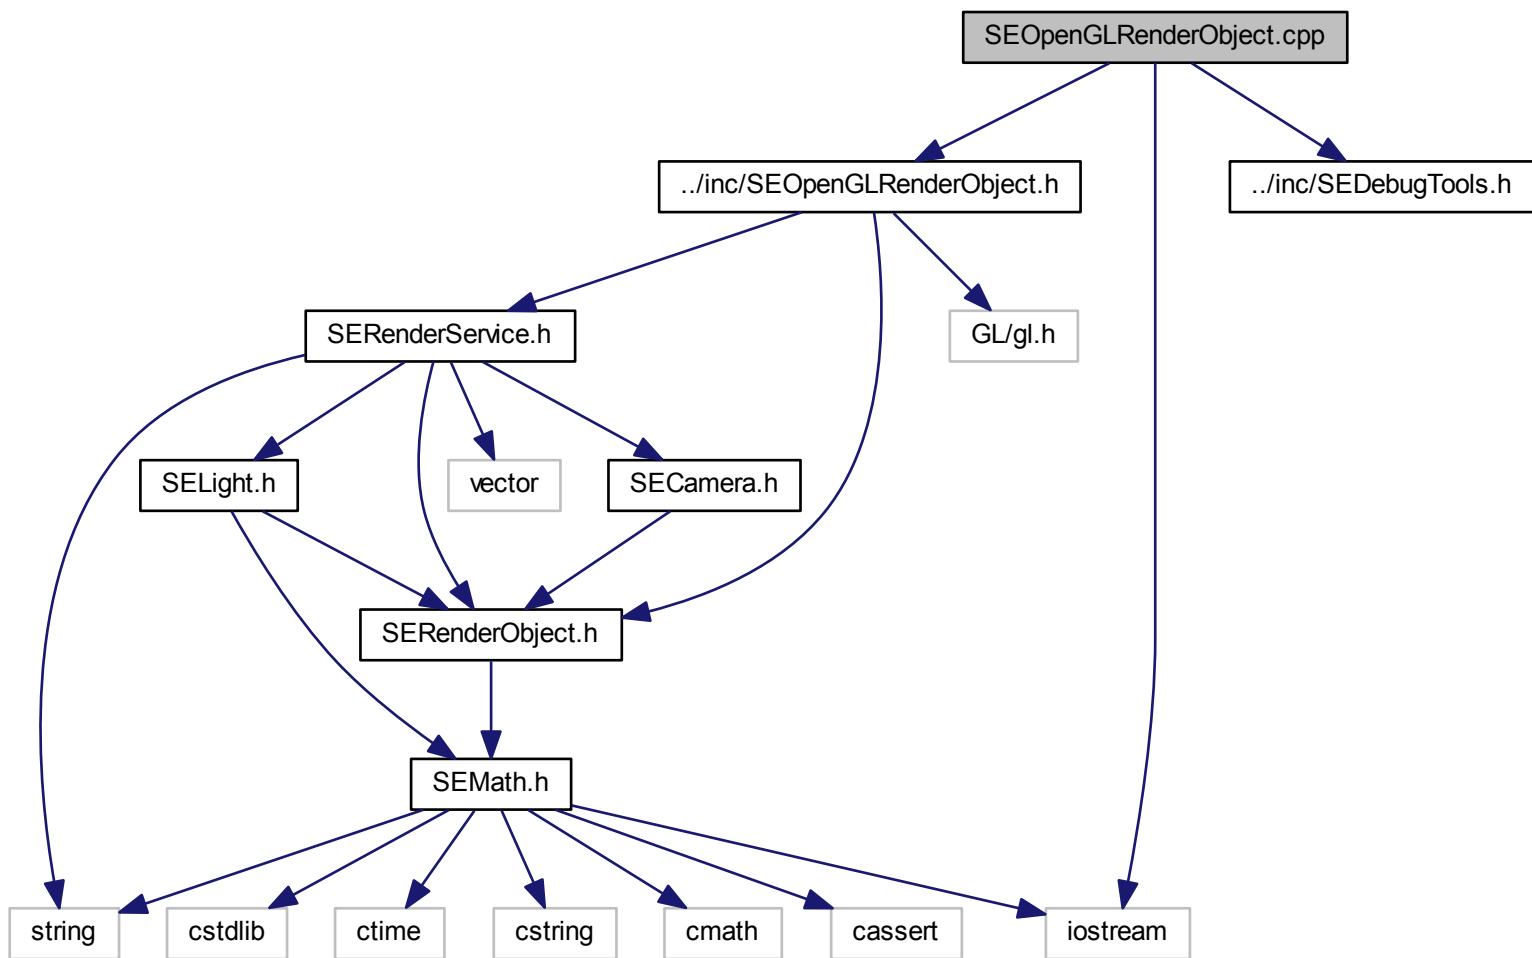 SEOpenGLRenderObject.cpp
../inc/SEOpenGLRenderObject.h
../inc/SEDebugTools.h
SERenderService.h
GL/gl.h
SELight.h
vector
SECamera.h
SERenderObject.h
SEMath.h
string
cstdlib
ctime
cstring
cmath
cassert
iostream